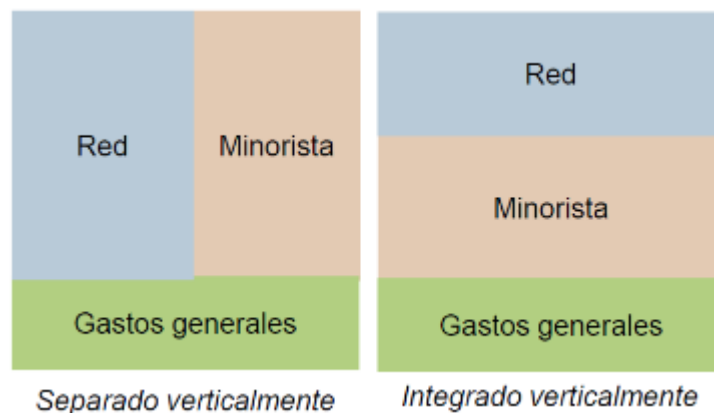 Red
Minorista
Gastos generales
Separado verticalmente
Red
Minorista
Gastos generales
Integrado verticalmente